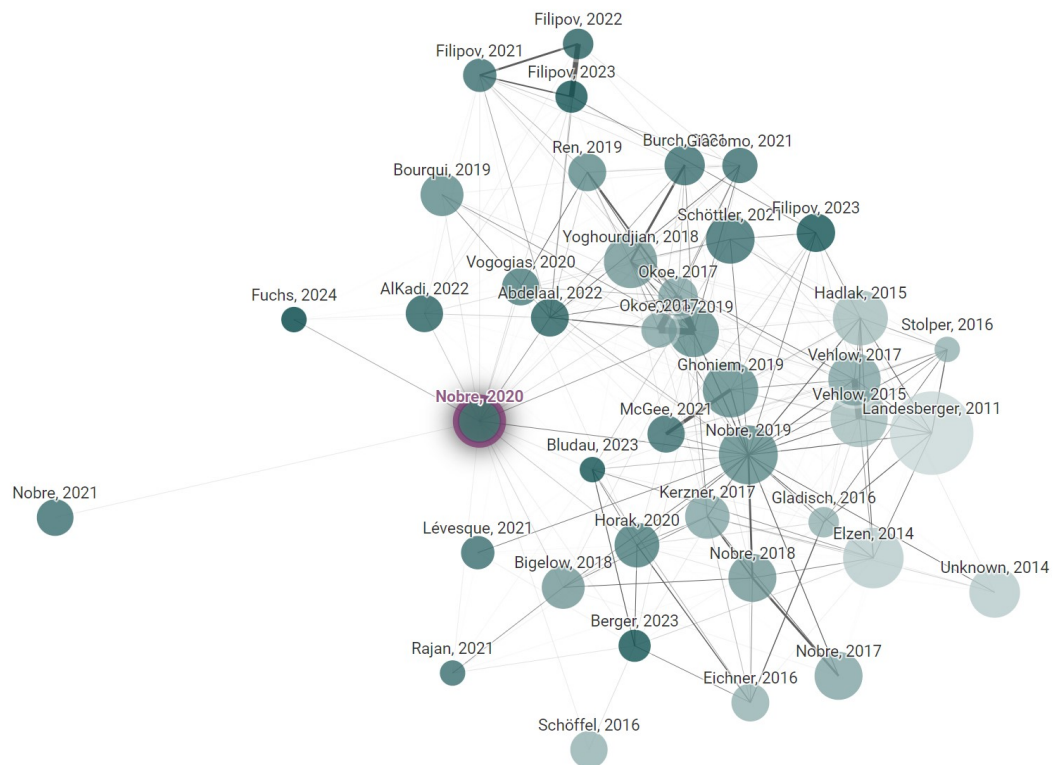 Filipov, 2022
Filipov, 2021
Filipov, 2023
Burch, 2021
Giacomo, 2021
Ren, 2019
Bourqui, 2019
Schöttler, 2021
Filipov, 2023
Yoghourdjian, 2018
Vogogias, 2020
Okoe, 2017
Fuchs, 2024
AlKadi, 2022
Abdelaal, 2022
Okoe, 2017
2019
Hadlak, 2015
Stolper, 2016
Ghoniem, 2019
Vehlow, 2017
Nobre, 2020
Vehlow, 2015
McGee, 2021
Landesberger, 2011
Nobre, 2019
Bludau, 2023
Nobre, 2021
Kerzner, 2017
Gladisch, 2016
Lévesque, 2021
Horak, 2020
Elzen, 2014
Bigelow, 2018
Nobre, 2018
Unknown, 2014
Berger, 2023
Rajan, 2021
Nobre, 2017
Eichner, 2016
Schöffel, 2016